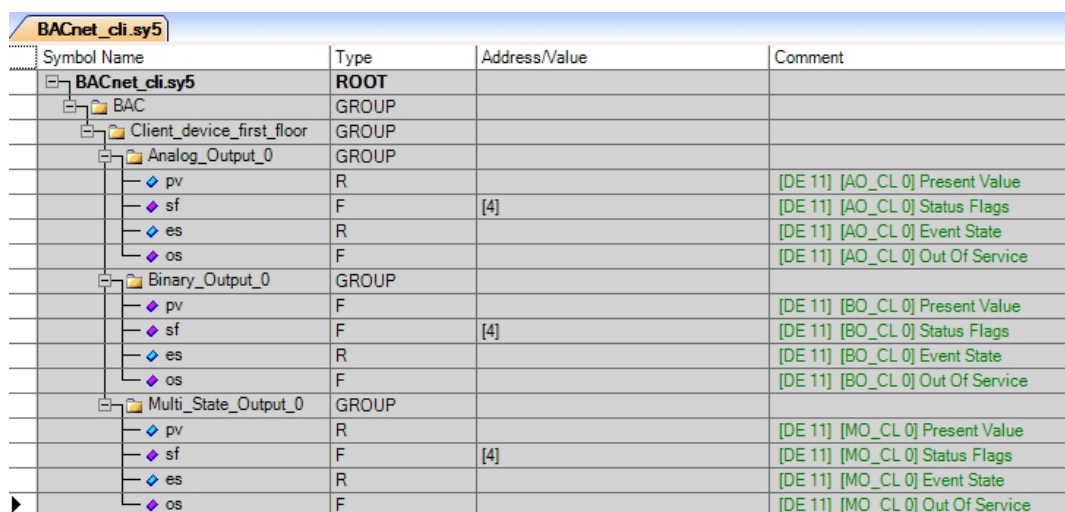 BACnet_cli.sy5
Symbol Name Type Address/Value Comment
BACnet_cli.sy5 ROOT
BAC GROUP
Client_device_first_floor GROUP
Analog_Output_0 GROUP
pv R [DE 11] [AO_CL 0] Present Value
sf F [4] [DE 11] [AO_CL 0] Status Flags
es R [DE 11] [AO_CL 0] Event State
os F [DE 11] [AO_CL 0] Out Of Service
Binary_Output_0 GROUP
pv F [DE 11] [BO_CL 0] Present Value
sf F [4] [DE 11] [BO_CL 0] Status Flags
es R [DE 11] [BO_CL 0] Event State
os F [DE 11] [BO_CL 0] Out Of Service
Multi_State_Output_0 GROUP
pv R [DE 11] [MO_CL 0] Present Value
sf F [4] [DE 11] [MO_CL 0] Status Flags
es R [DE 11] [MO_CL 0] Event State
os F [DE 11] [MO_CL 0] Out Of Service